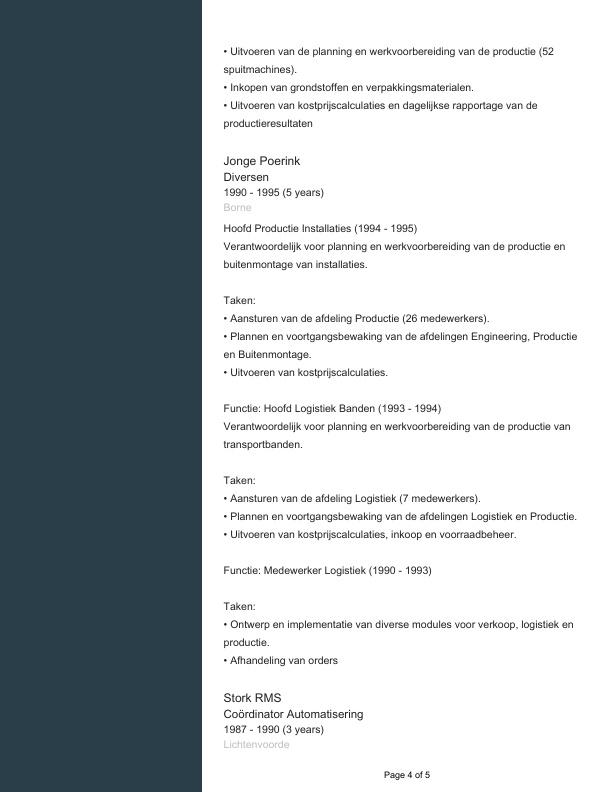 • Uitvoeren van de planning en werkvoorbereiding van de productie (52
spuitmachines).
• Inkopen van grondstoffen en verpakkingsmaterialen.
• Uitvoeren van kostprijscalculaties en dagelijkse rapportage van de
productieresultaten
Jonge Poerink
Diversen
1990 - 1995 (5 years)
Borne
Hoofd Productie Installaties (1994 - 1995)
Verantwoordelijk voor planning en werkvoorbereiding van de productie en
buitenmontage van installaties.
Taken:
• Aansturen van de afdeling Productie (26 medewerkers).
• Plannen en voortgangsbewaking van de afdelingen Engineering, Productie
en Buitenmontage.
• Uitvoeren van kostprijscalculaties.
Functie: Hoofd Logistiek Banden (1993 - 1994)
Verantwoordelijk voor planning en werkvoorbereiding van de productie van
transportbanden.
Taken:
• Aansturen van de afdeling Logistiek (7 medewerkers).
• Plannen en voortgangsbewaking van de afdelingen Logistiek en Productie.
• Uitvoeren van kostprijscalculaties, inkoop en voorraadbeheer.
Functie: Medewerker Logistiek (1990 - 1993)
Taken:
• Ontwerp en implementatie van diverse modules voor verkoop, logistiek en
productie.
• Afhandeling van orders
Stork RMS
Coördinator Automatisering
1987 - 1990 (3 years)
Lichtenvoorde
Page 4 of 5